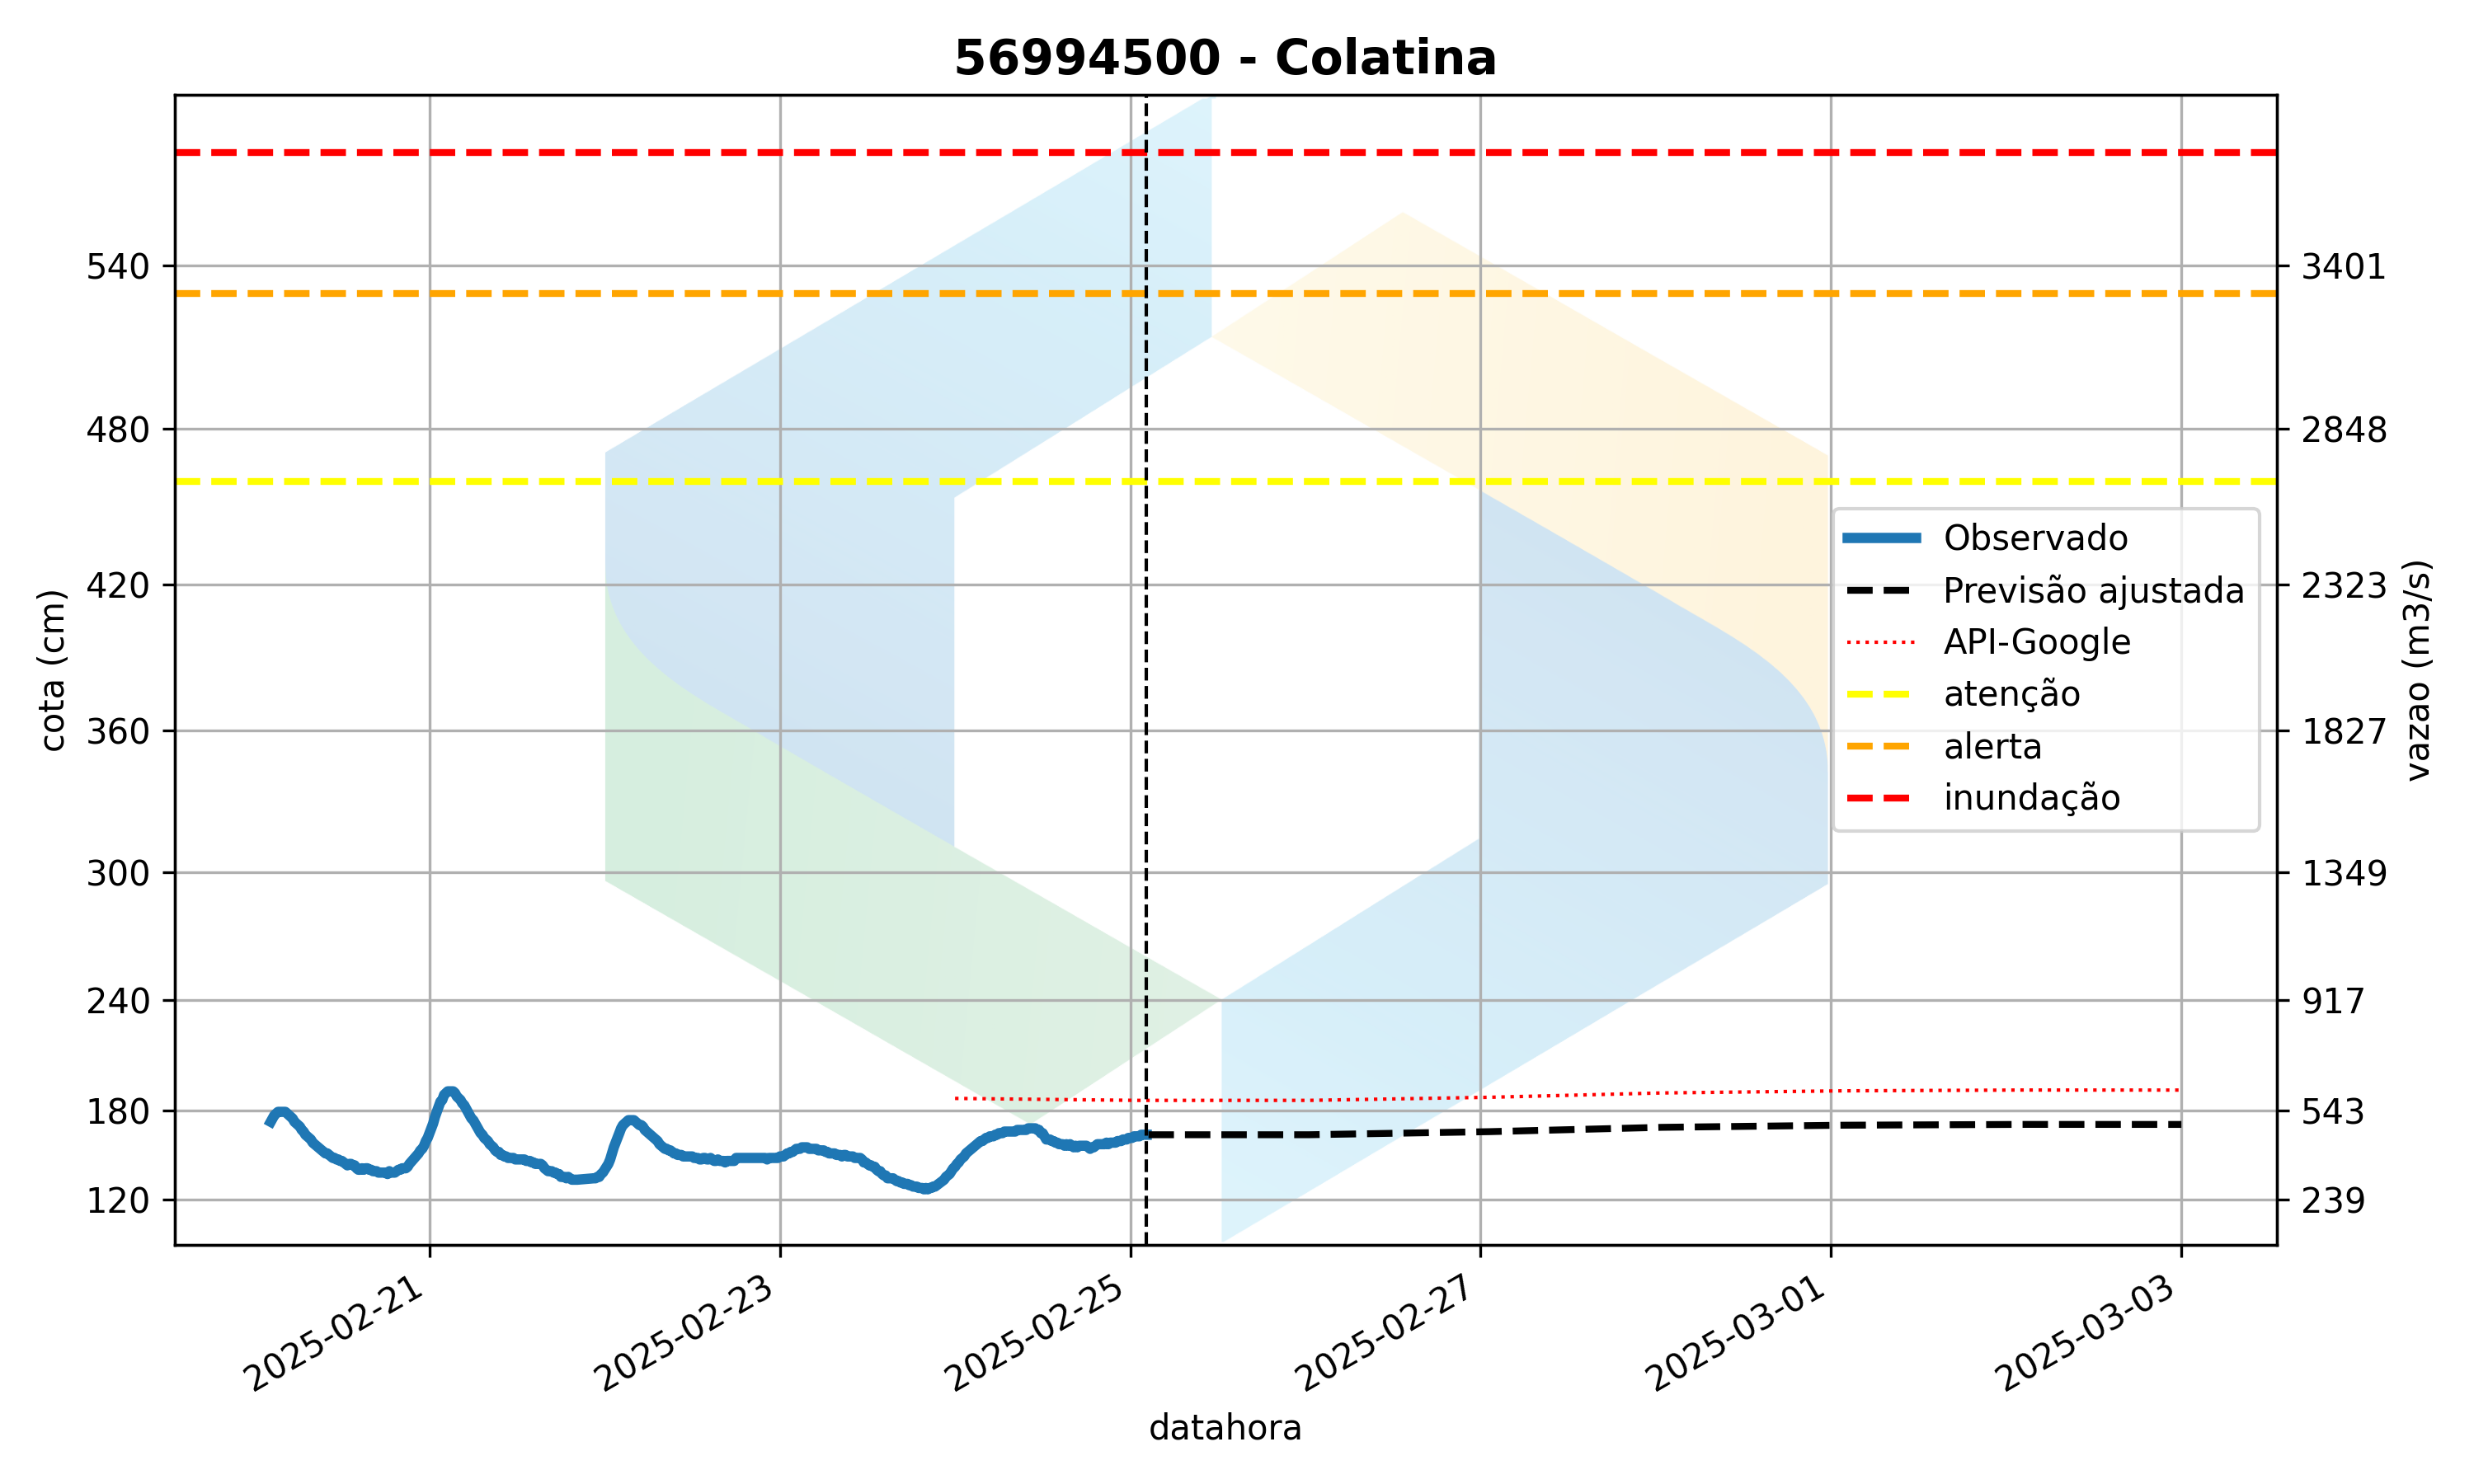 56994500 - Colatina
540
480
420
360
300
240
180
120
cota (cm)
3401
2848
2323
1827
1349
917
543
239
vazao (m3/s)
Observado
Previsão ajustada
API-Google
atenção
alerta
inundação
2025-02-21
2025-02-23
2025-02-25
2025-02-27
2025-03-01
2025-03-03
datahora